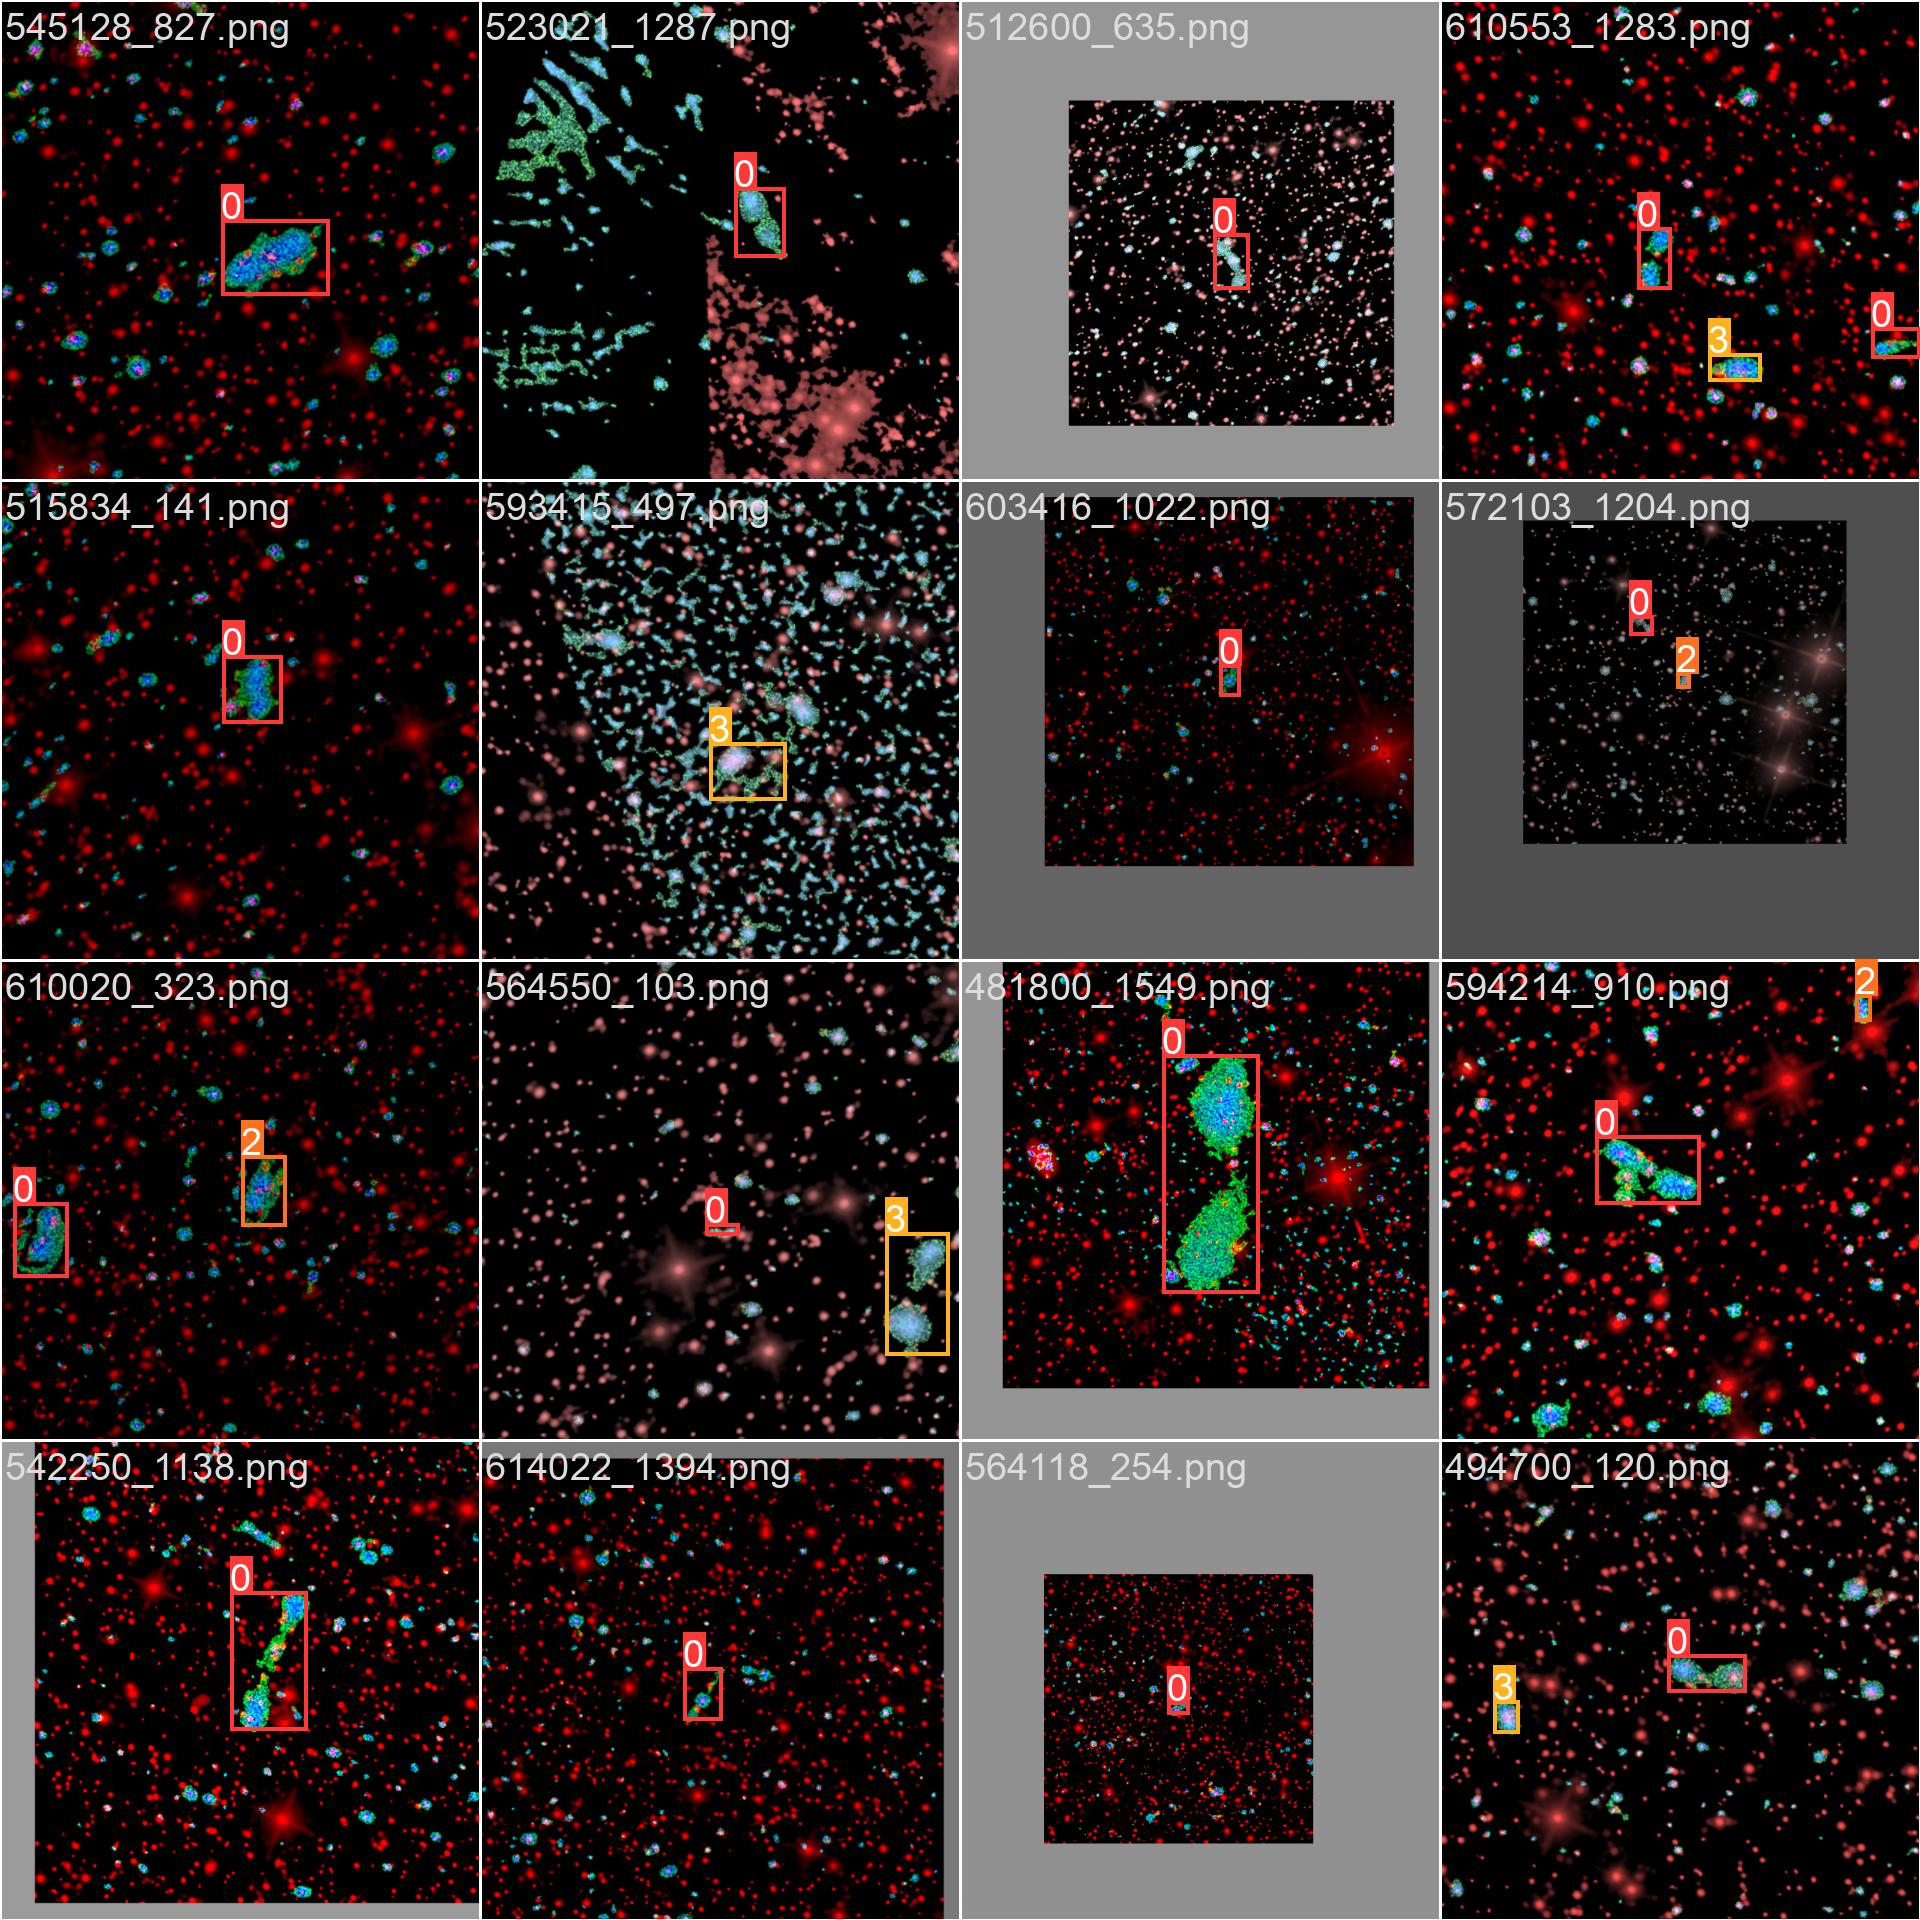 545128_827.png
523021_1287.png
512600_635.png
610553_1283.png
0
0
0
0
0
3
515834_141.png
593415_497.png
603416_1022.png
572103_1204.png
0
3
0
0
2
610020_323.png
564550_103.png
481800_1549.png
594214_910.png
2
0
0
2
0
0
3
0
542250_1138.png
614022_1394.png
564118_254.png
494700_120.png
0
0
0
0
3